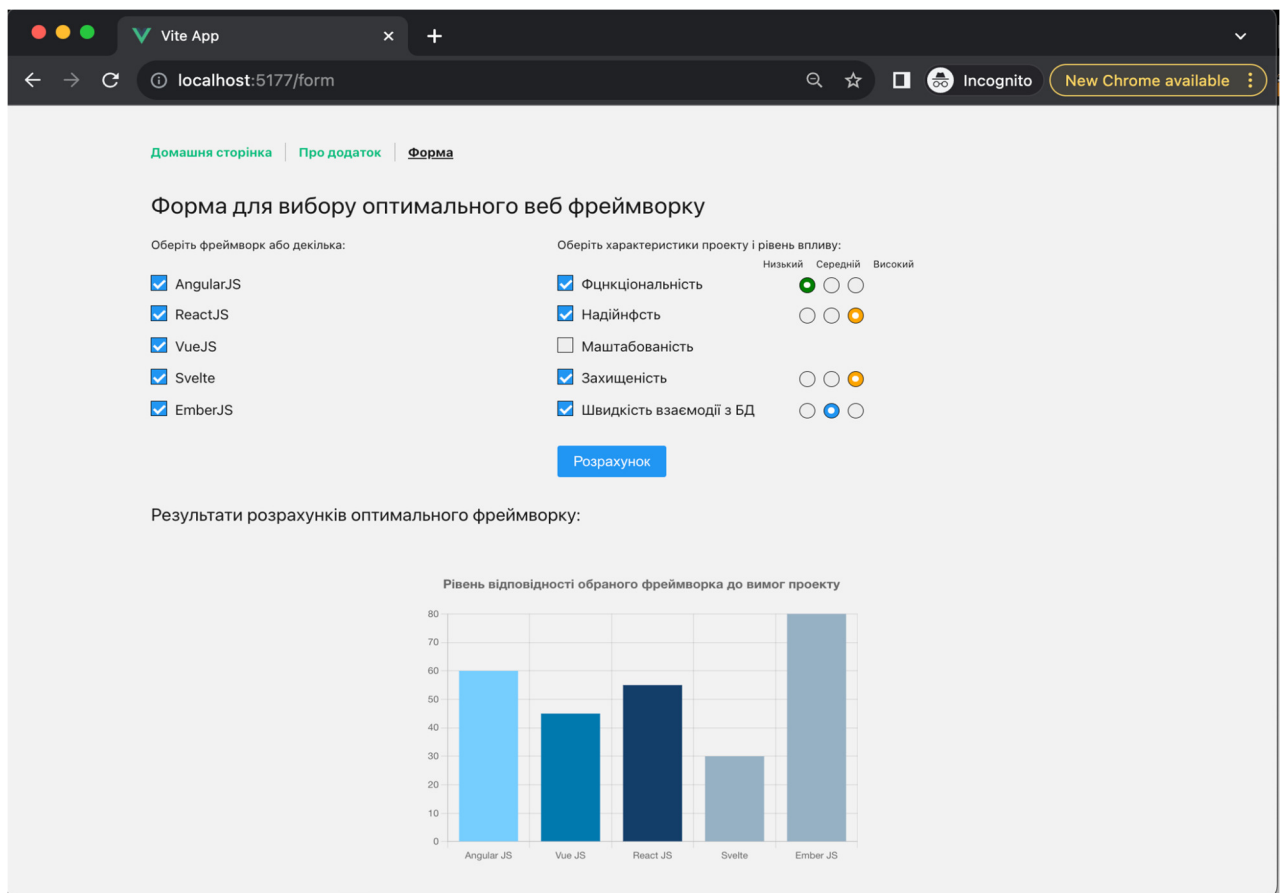 Vite App
localhost:5177/form
Incognito
New Chrome available
Домашня сторінка Про додаток Форма
Форма для вибору оптимального веб фреймворку
Оберіть фреймворк або декілька:
AngularJS
ReactJS
VueJS
Svelte
EmberJS
Оберіть характеристики проекту і рівень впливу:
Низький Середній Високий
Фцнкціональність
Надійнфсть
Маштабованість
Захищеність
Швидкість взаємодії з БД
Розрахунок
Результати розрахунків оптимального фреймворку:
Рівень відповідності обраного фреймворка до вимог проекту
80
70
60
50
40
30
20
10
0
Angular JS Vue JS React JS Svelte Ember JS